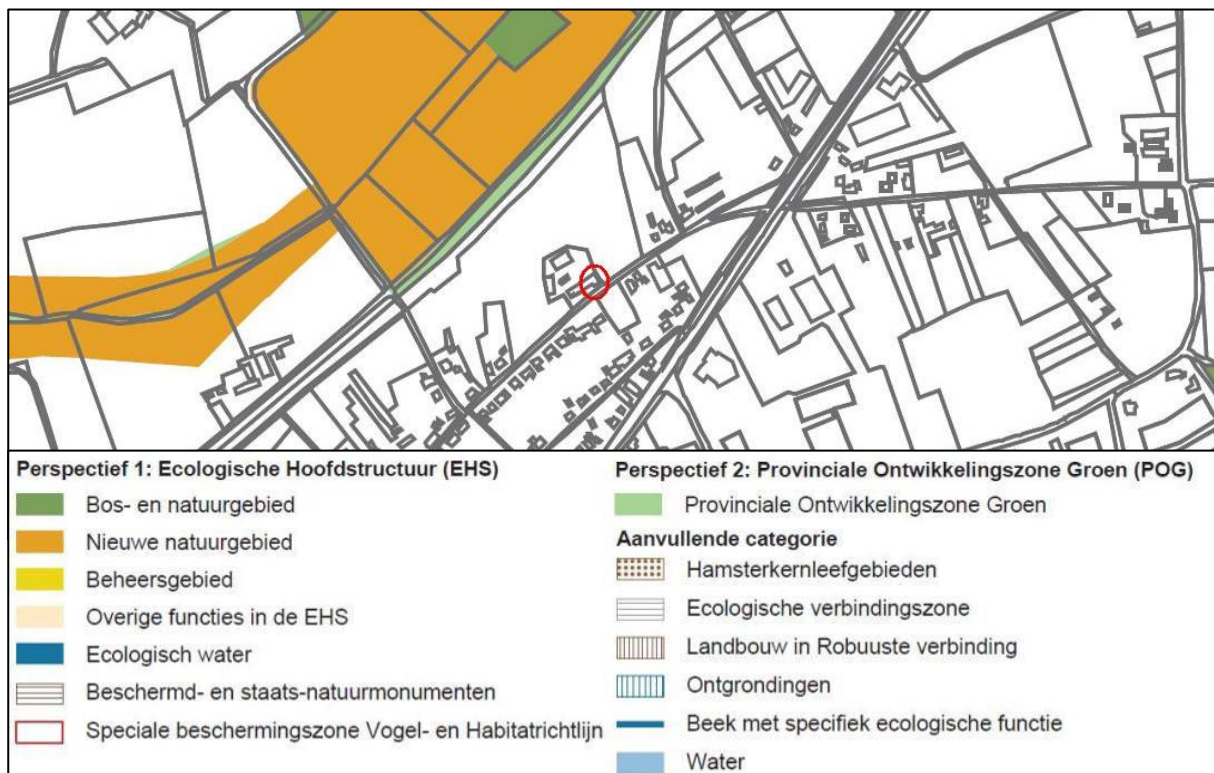 Perspectief 1: Ecologische Hoofdstructuur (EHS)
Bos- en natuurgebied
Nieuwe natuurgebied
Beheersgebied
Overige functies in de EHS
Ecologisch water
Beschermd- en staats-natuurmonumenten
Speciale beschermingszone Vogel- en Habitatrichtlijn
Perspectief 2: Provinciale Ontwikkelingszone Groen (POG)
Provinciale Ontwikkelingszone Groen
Aanvullende categorie
Hamsterkernleefgebieden
Ecologische verbindingszone
Landbouw in Robuuste verbinding
Ontgrondingen
Beek met specifiek ecologische functie
Water